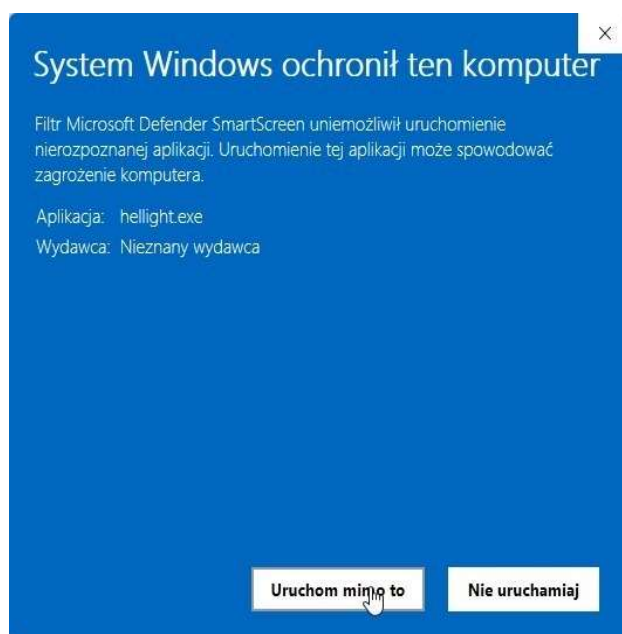 System Windows ochronił ten komputer
Filtr Microsoft Defender SmartScreen uniemożliwił uruchomienie
nierozpoznanej aplikacji. Uruchomienie tej aplikacji może spowodować
zagrożenie komputera.
Aplikacja: hellight.exe
Wydawca: Nieznany wydawca
Uruchom mimo to Nie uruchamiaj